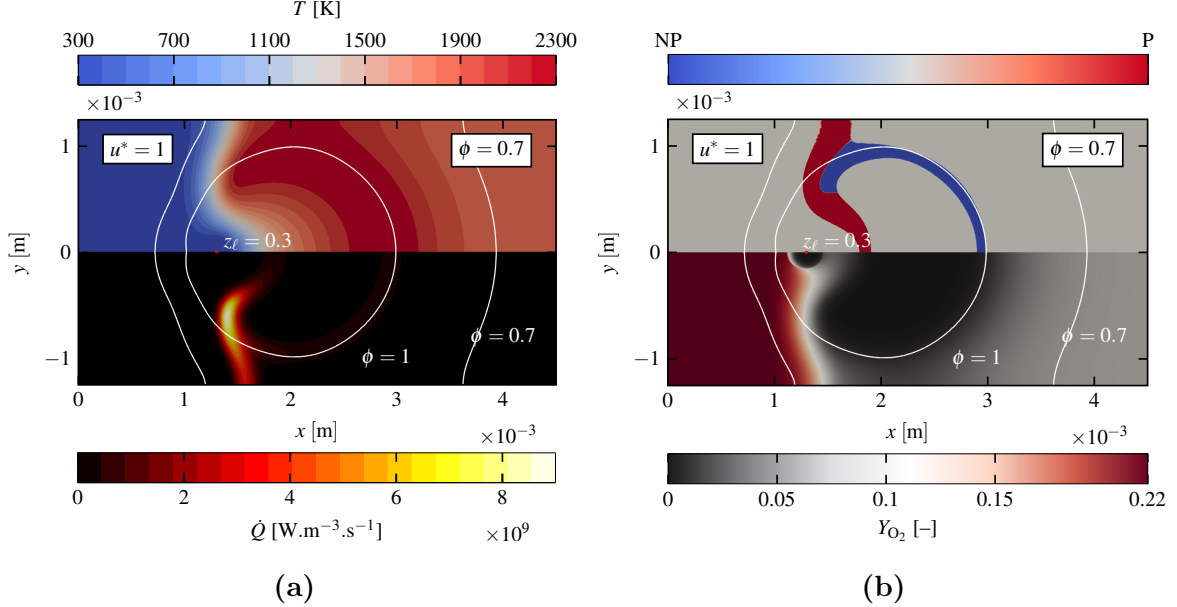 T [K]
300 700 1100 1500 1900 2300
×10⁻³
u* = 1
ϕ = 0.7
1
z_ℓ = 0.3
0
y [m]
ϕ = 0.7
ϕ = 1
−1
0 1 2 3 4
x [m]
×10⁻³
0 2 4 6 8
Q̇ [W.m⁻³.s⁻¹]
×10⁹
(a)
NP P
×10⁻³
u* = 1
ϕ = 0.7
1
z_ℓ = 0.3
0
y [m]
ϕ = 0.7
ϕ = 1
−1
0 1 2 3 4
x [m]
×10⁻³
0 0.05 0.1 0.15 0.22
Y_O₂ [–]
(b)